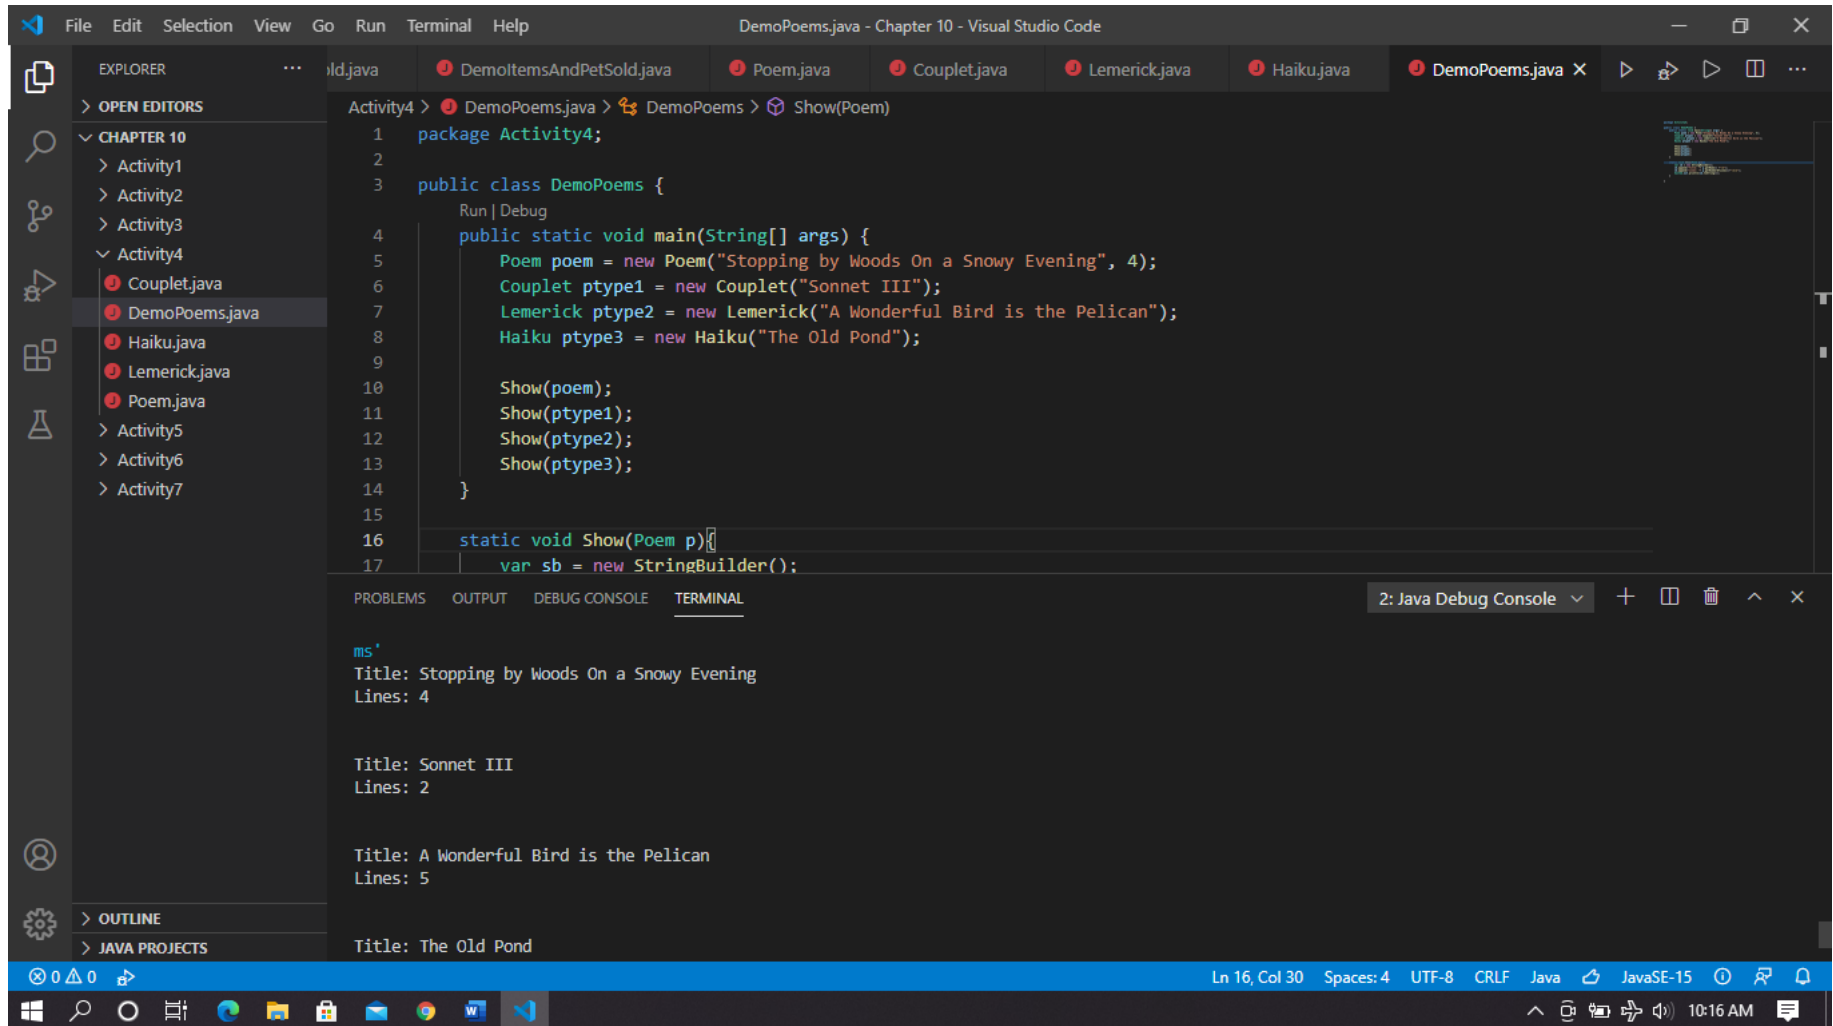 File Edit Selection View Go Run Terminal Help DemoPoems.java - Chapter 10 - Visual Studio Code
EXPLORER
OPEN EDITORS
CHAPTER 10
Activity1
Activity2
Activity3
Activity4
Couplet.java
DemoPoems.java
Haiku.java
Lemerick.java
Poem.java
Activity5
Activity6
Activity7
OUTLINE
JAVA PROJECTS
ld.java DemoItemsAndPetSold.java Poem.java Couplet.java Lemerick.java Haiku.java DemoPoems.java
Activity4 > DemoPoems.java > DemoPoems > Show(Poem)
1 package Activity4;
2
3 public class DemoPoems {
Run | Debug
4 public static void main(String[] args) {
5 Poem poem = new Poem("Stopping by Woods On a Snowy Evening", 4);
6 Couplet ptype1 = new Couplet("Sonnet III");
7 Lemerick ptype2 = new Lemerick("A Wonderful Bird is the Pelican");
8 Haiku ptype3 = new Haiku("The Old Pond");
9
10 Show(poem);
11 Show(ptype1);
12 Show(ptype2);
13 Show(ptype3);
14 }
15
16 static void Show(Poem p){
17 var sb = new StringBuilder();
PROBLEMS OUTPUT DEBUG CONSOLE TERMINAL 2: Java Debug Console
ms'
Title: Stopping by Woods On a Snowy Evening
Lines: 4
Title: Sonnet III
Lines: 2
Title: A Wonderful Bird is the Pelican
Lines: 5
Title: The Old Pond
0 0 Ln 16, Col 30 Spaces: 4 UTF-8 CRLF Java JavaSE-15
10:16 AM